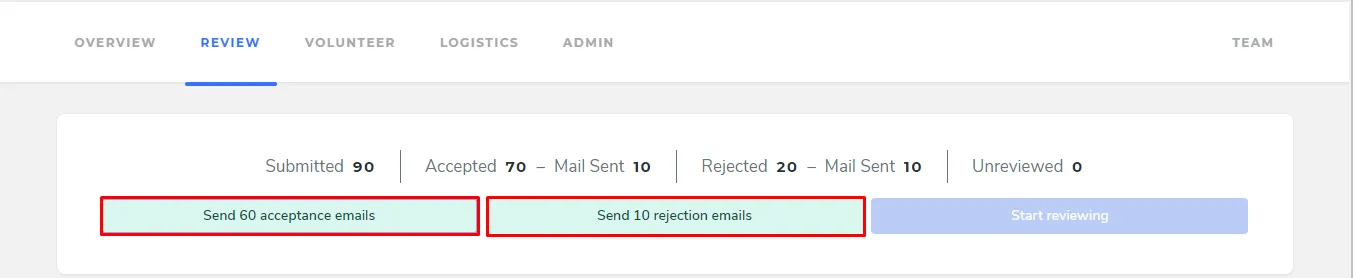 OVERVIEW REVIEW VOLUNTEER LOGISTICS ADMIN TEAM
Submitted 90 Accepted 70 – Mail Sent 10 Rejected 20 – Mail Sent 10 Unreviewed 0
Send 60 acceptance emails Send 10 rejection emails Start reviewing